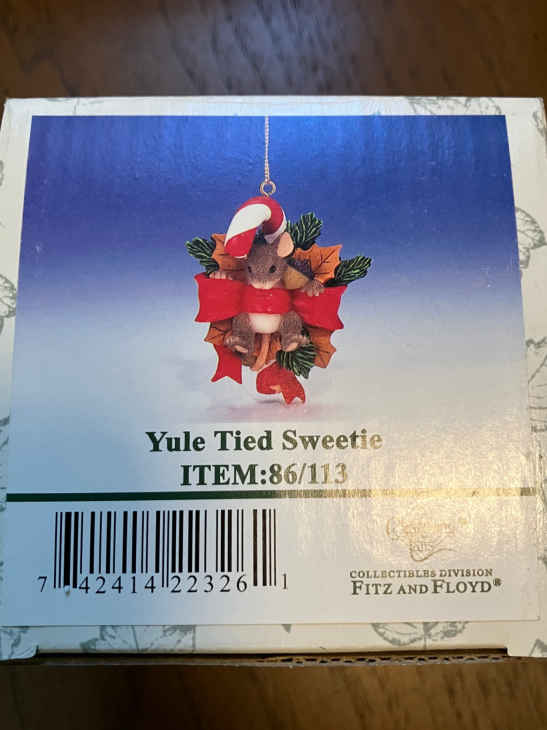 Yule Tied Sweetie
ITEM:86/113
7 42414 22326 1
COLLECTIBLES DIVISION
FITZ AND FLOYD®